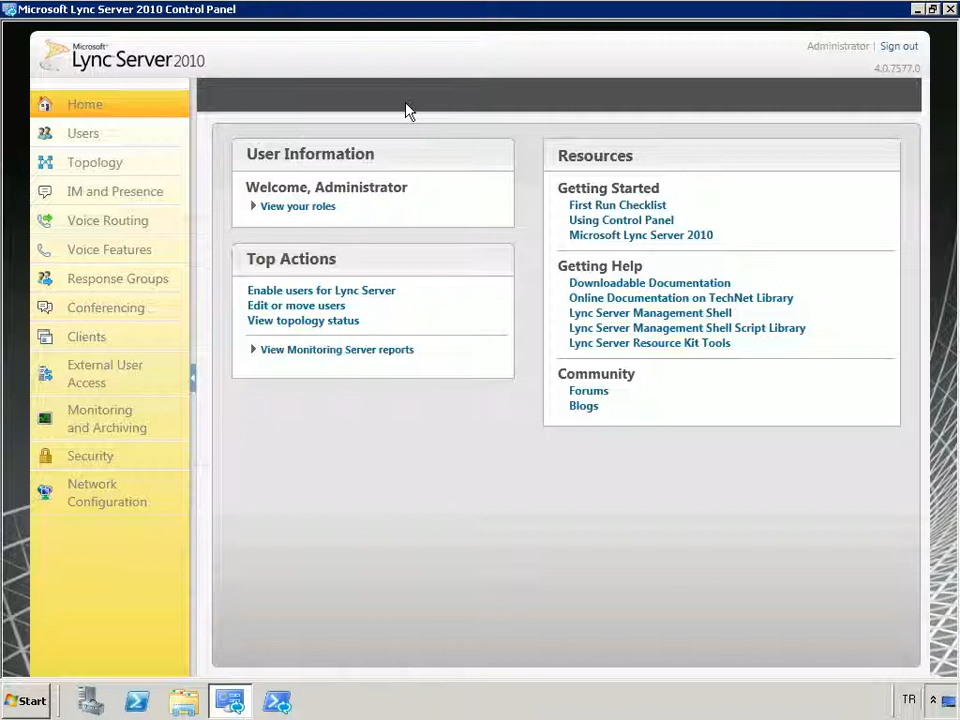 Microsoft Lync Server 2010 Control Panel
Microsoft®
Lync Server 2010
Administrator | Sign out
4.0.7577.0
Home
Users
Topology
IM and Presence
Voice Routing
Voice Features
Response Groups
Conferencing
Clients
External User
Access
Monitoring
and Archiving
Security
Network
Configuration
User Information
Welcome, Administrator
View your roles
Top Actions
Enable users for Lync Server
Edit or move users
View topology status
View Monitoring Server reports
Resources
Getting Started
First Run Checklist
Using Control Panel
Microsoft Lync Server 2010
Getting Help
Downloadable Documentation
Online Documentation on TechNet Library
Lync Server Management Shell
Lync Server Management Shell Script Library
Lync Server Resource Kit Tools
Community
Forums
Blogs
Start
TR